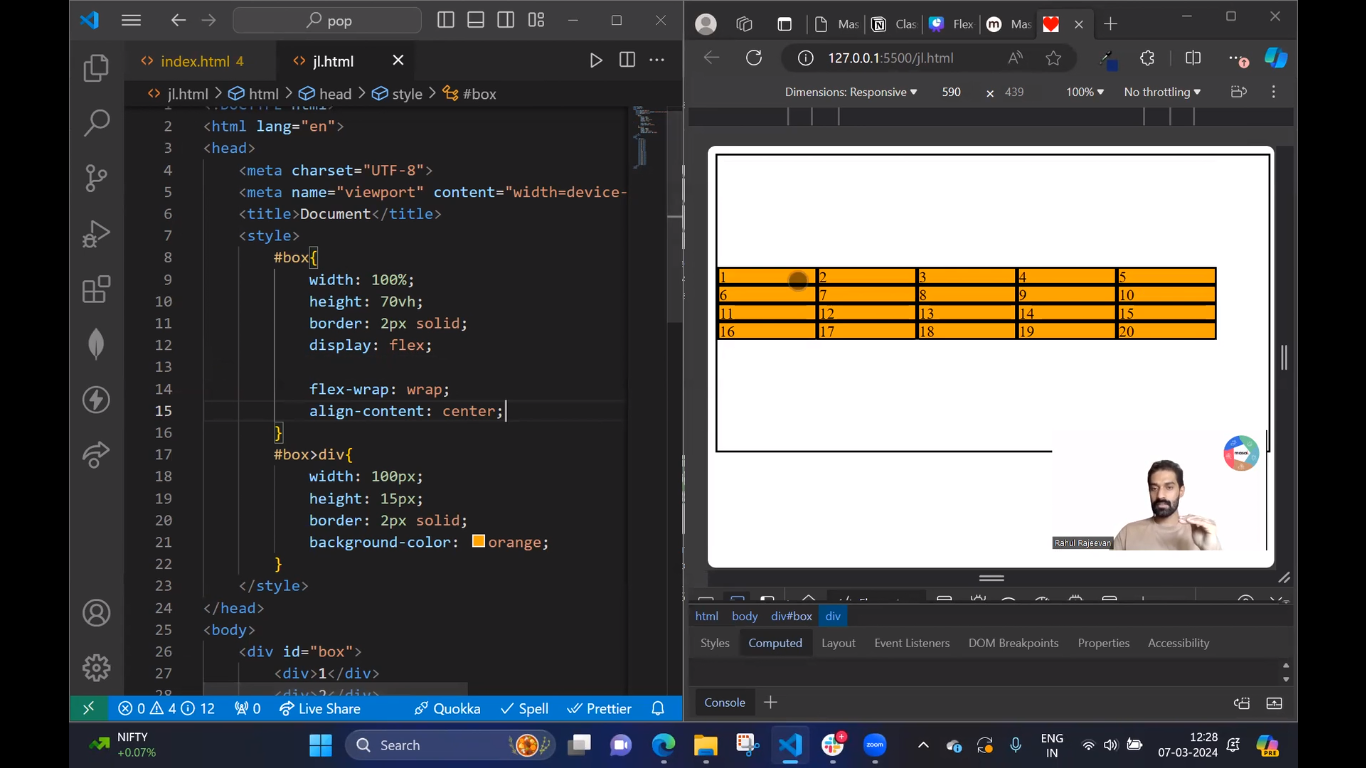 pop
index.html 4
jl.html
jl.html > html > head > style > #box
1 <!DOCTYPE html>
2 <html lang="en">
3 <head>
4 <meta charset="UTF-8">
5 <meta name="viewport" content="width=device-
6 <title>Document</title>
7 <style>
8 #box{
9 width: 100%;
10 height: 70vh;
11 border: 2px solid;
12 display: flex;
13
14 flex-wrap: wrap;
15 align-content: center;
16 }
17 #box>div{
18 width: 100px;
19 height: 15px;
20 border: 2px solid;
21 background-color: orange;
22 }
23 </style>
24 </head>
25 <body>
26 <div id="box">
27 <div>1</div>
28 <div>2</div>
0 4 12 0 Live Share Quokka Spell Prettier
Mas Clas Flex Mas
127.0.0.1:5500/jl.html
Dimensions: Responsive 590 × 439 100% No throttling
1 2 3 4 5
6 7 8 9 10
11 12 13 14 15
16 17 18 19 20
Rahul Rajeevan
html body div#box div
Styles Computed Layout Event Listeners DOM Breakpoints Properties Accessibility
Console
NIFTY
+0.07%
Search
ENG
IN
12:28
07-03-2024
PRE